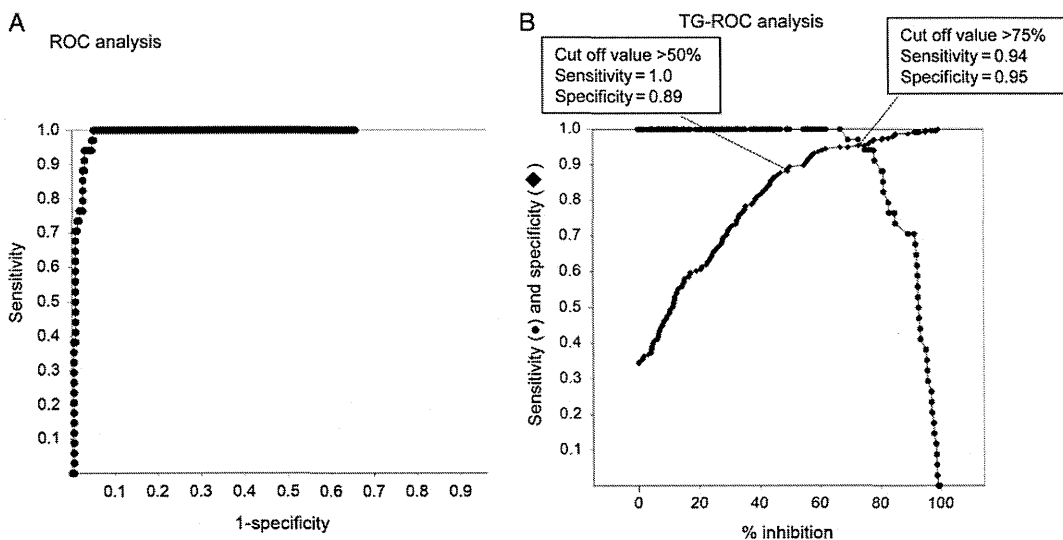 A
ROC analysis
1.0
0.9
0.8
0.7
0.6
0.5
0.4
0.3
0.2
0.1
Sensitivity
0.1 0.2 0.3 0.4 0.5 0.6 0.7 0.8 0.9
1-specificity
B
TG-ROC analysis
Cut off value >50%
Sensitivity = 1.0
Specificity = 0.89
Cut off value >75%
Sensitivity = 0.94
Specificity = 0.95
1.0
0.9
0.8
0.7
0.6
0.5
0.4
0.3
0.2
0.1
Sensitivity (●) and specificity (◆)
0 20 40 60 80 100
% inhibition